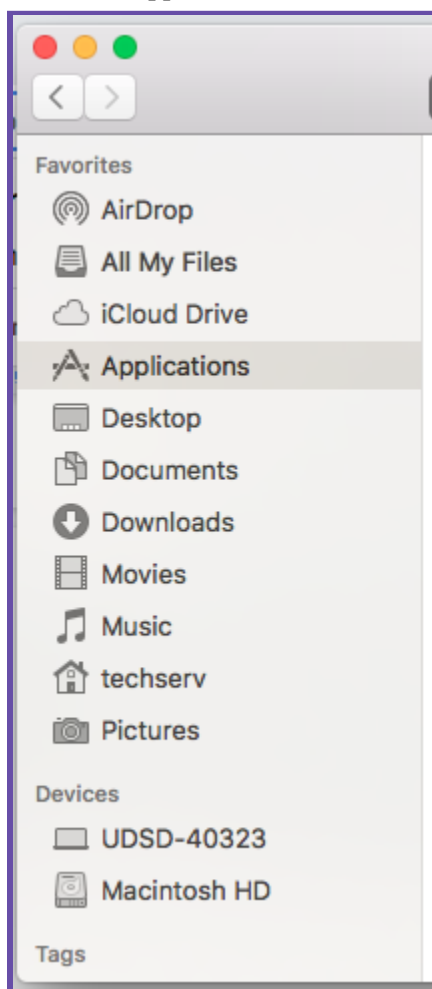 Favorites
AirDrop
All My Files
iCloud Drive
Applications
Desktop
Documents
Downloads
Movies
Music
techserv
Pictures
Devices
UDSD-40323
Macintosh HD
Tags